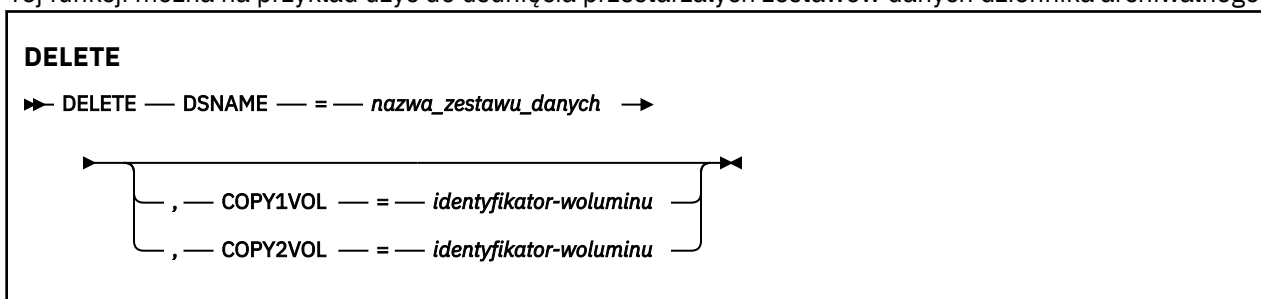 Tej funkcji można na przykład użyć do usunięcia przestarzałych zestawów danych dziennika archiwalnego
DELETE
DELETE DSNAME = nazwa_zestawu_danych
, COPY1VOL = identyfikator-woluminu
, COPY2VOL = identyfikator-woluminu